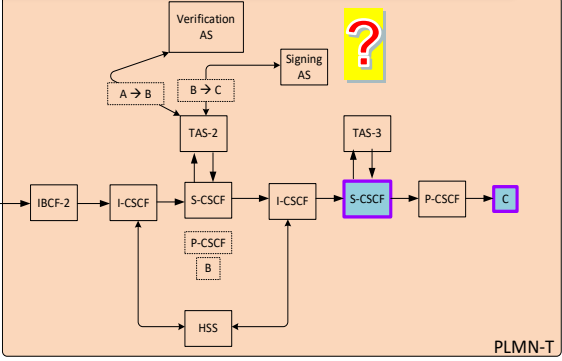 Verification
AS
?
Signing
AS
A → B
B → C
TAS-2
TAS-3
IBCF-2
I-CSCF
S-CSCF
I-CSCF
S-CSCF
P-CSCF
C
P-CSCF
B
HSS
PLMN-T